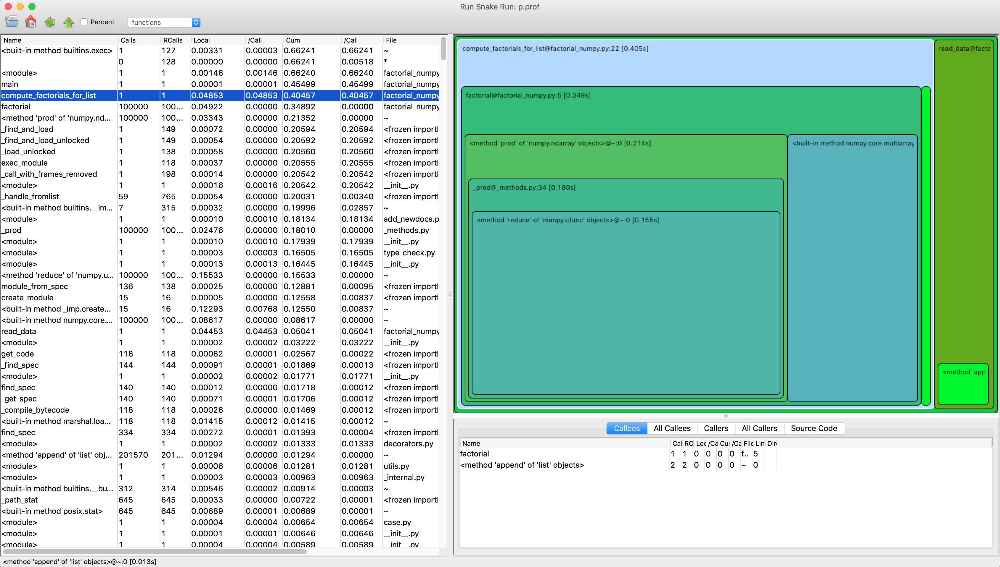 Run Snake Run: p.prof
Percent functions
Name Calls RCalls Local /Call Cum /Call File
<built-in method builtins.exec> 1 127 0.00331 0.00003 0.66241 0.66241 ~
0 128 0.00000 0.00000 0.66241 0.00518 *
<module> 1 1 0.00146 0.00146 0.66240 0.66240 factorial_numpy
main 1 1 0.00001 0.00001 0.45499 0.45499 factorial_numpy
compute_factorials_for_list 1 1 0.04853 0.04853 0.40457 0.40457 factorial_numpy
factorial 100000 100... 0.04922 0.00000 0.34892 0.00000 factorial_numpy
<method 'prod' of 'numpy.nd... 100000 100... 0.03343 0.00000 0.21352 0.00000 ~
_find_and_load 1 149 0.00072 0.00000 0.20594 0.20594 <frozen importl
_find_and_load_unlocked 1 149 0.00054 0.00000 0.20592 0.20592 <frozen importl
_load_unlocked 1 138 0.00058 0.00000 0.20560 0.20560 <frozen importl
exec_module 1 118 0.00037 0.00000 0.20555 0.20555 <frozen importl
_call_with_frames_removed 1 198 0.00014 0.00000 0.20542 0.20542 <frozen importl
<module> 1 1 0.00016 0.00016 0.20542 0.20542 __init__.py
_handle_fromlist 59 765 0.00054 0.00000 0.20031 0.00340 <frozen importl
<built-in method builtins.__im... 7 315 0.00032 0.00000 0.19996 0.02857 ~
<module> 1 1 0.00010 0.00010 0.18134 0.18134 add_newdocs.p
_prod 100000 100... 0.02476 0.00000 0.18010 0.00000 _methods.py
<module> 1 1 0.00010 0.00010 0.17939 0.17939 __init__.py
<module> 1 1 0.00003 0.00003 0.16505 0.16505 type_check.py
<module> 1 1 0.00013 0.00013 0.16445 0.16445 __init__.py
<method 'reduce' of 'numpy.u... 100000 100... 0.15533 0.00000 0.15533 0.00000 ~
module_from_spec 136 138 0.00025 0.00000 0.12881 0.00095 <frozen importl
create_module 15 16 0.00005 0.00000 0.12558 0.00837 <frozen importl
<built-in method _imp.create... 15 16 0.12293 0.00768 0.12550 0.00837 ~
<built-in method numpy.core.... 100000 100... 0.08617 0.00000 0.08617 0.00000 ~
read_data 1 1 0.04453 0.04453 0.05041 0.05041 factorial_numpy
<module> 1 1 0.00002 0.00002 0.03222 0.03222 __init__.py
get_code 118 118 0.00082 0.00001 0.02567 0.00022 <frozen importl
_find_spec 144 144 0.00091 0.00001 0.01869 0.00013 <frozen importl
<module> 1 1 0.00002 0.00002 0.01771 0.01771 __init__.py
find_spec 140 140 0.00012 0.00000 0.01718 0.00012 <frozen importl
_get_spec 140 140 0.00071 0.00001 0.01706 0.00012 <frozen importl
_compile_bytecode 118 118 0.00026 0.00000 0.01469 0.00012 <frozen importl
<built-in method marshal.loa... 118 118 0.01415 0.00012 0.01415 0.00012 ~
find_spec 334 334 0.00272 0.00001 0.01393 0.00004 <frozen importl
<module> 1 1 0.00002 0.00002 0.01333 0.01333 decorators.py
<method 'append' of 'list' obj... 201570 201... 0.01294 0.00000 0.01294 0.00000 ~
<module> 1 1 0.00006 0.00006 0.01281 0.01281 utils.py
<module> 1 1 0.00003 0.00003 0.00963 0.00963 _internal.py
<built-in method builtins.__bu... 312 314 0.00546 0.00002 0.00914 0.00003 ~
_path_stat 645 645 0.00033 0.00000 0.00722 0.00001 <frozen importl
<built-in method posix.stat> 645 645 0.00689 0.00001 0.00689 0.00001 ~
<module> 1 1 0.00004 0.00004 0.00654 0.00654 case.py
<module> 1 1 0.00001 0.00001 0.00646 0.00646 __init__.py
<module> 1 1 0.00004 0.00004 0.00589 0.00589 __init__.py
<method 'append' of 'list' objects>@~:0 [0.013s]
compute_factorials_for_list@factorial_numpy.py:22 [0.405s]
read_data@factc
factorial@factorial_numpy.py:5 [0.349s]
<method 'prod' of 'numpy.ndarray' objects>@~:0 [0.214s]
<built-in method numpy.core.multiarray
_prod@_methods.py:34 [0.180s]
<method 'reduce' of 'numpy.ufunc' objects>@~:0 [0.155s]
<method 'app
Callees All Callees Callers All Callers Source Code
Name Cal RC Loc /Ca Cu /Ca File Lin Dir
factorial 1 1 0 0 0 0 f.. 5
<method 'append' of 'list' objects> 2 2 0 0 0 0 ~ 0